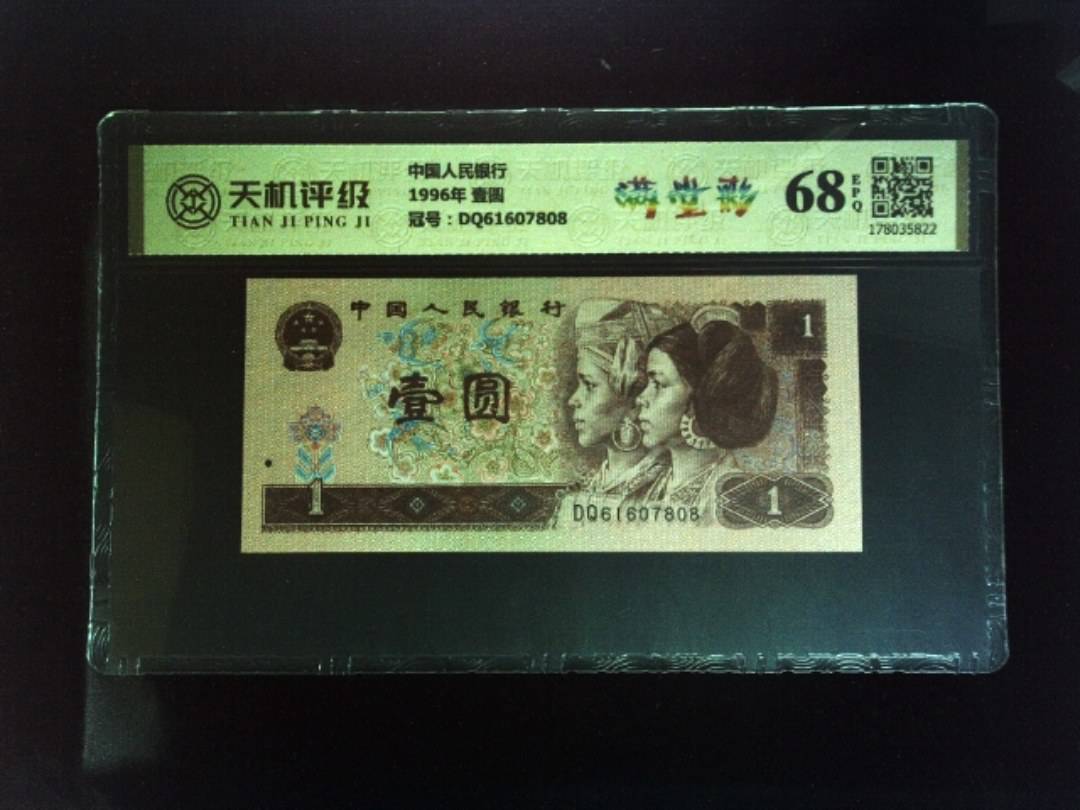 天机评级
TIAN JI PING JI
中国人民银行
1996年 壹圆
冠号：DQ61607808
满堂彩
68
EPQ
178035822
中国人民银行
1
壹圆
1
DQ61607808
1